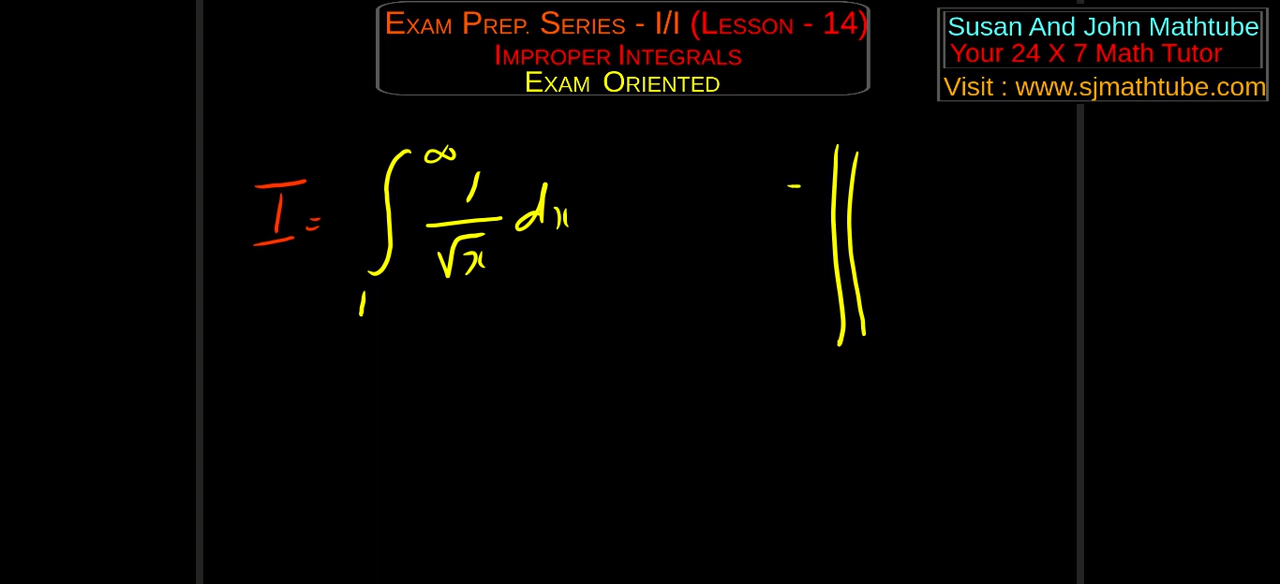 Exam Prep. Series - I/I (Lesson - 14)
Improper Integrals
Exam Oriented
Susan And John Mathtube
Your 24 X 7 Math Tutor
Visit : www.sjmathtube.com
I = ∫₁^∞ 1/√x dx
-